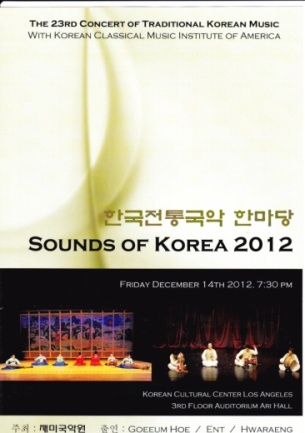 THE 23RD CONCERT OF TRADITIONAL KOREAN MUSIC
WITH KOREAN CLASSICAL MUSIC INSTITUTE OF AMERICA
한국전통국악 한마당
SOUNDS OF KOREA 2012
FRIDAY DECEMBER 14TH 2012. 7:30 PM
KOREAN CULTURAL CENTER LOS ANGELES
3RD FLOOR AUDITORIUM ARI HALL
주최 : 재미국악원 출연 : GOEEUM HOE / ENT / HWARAENG